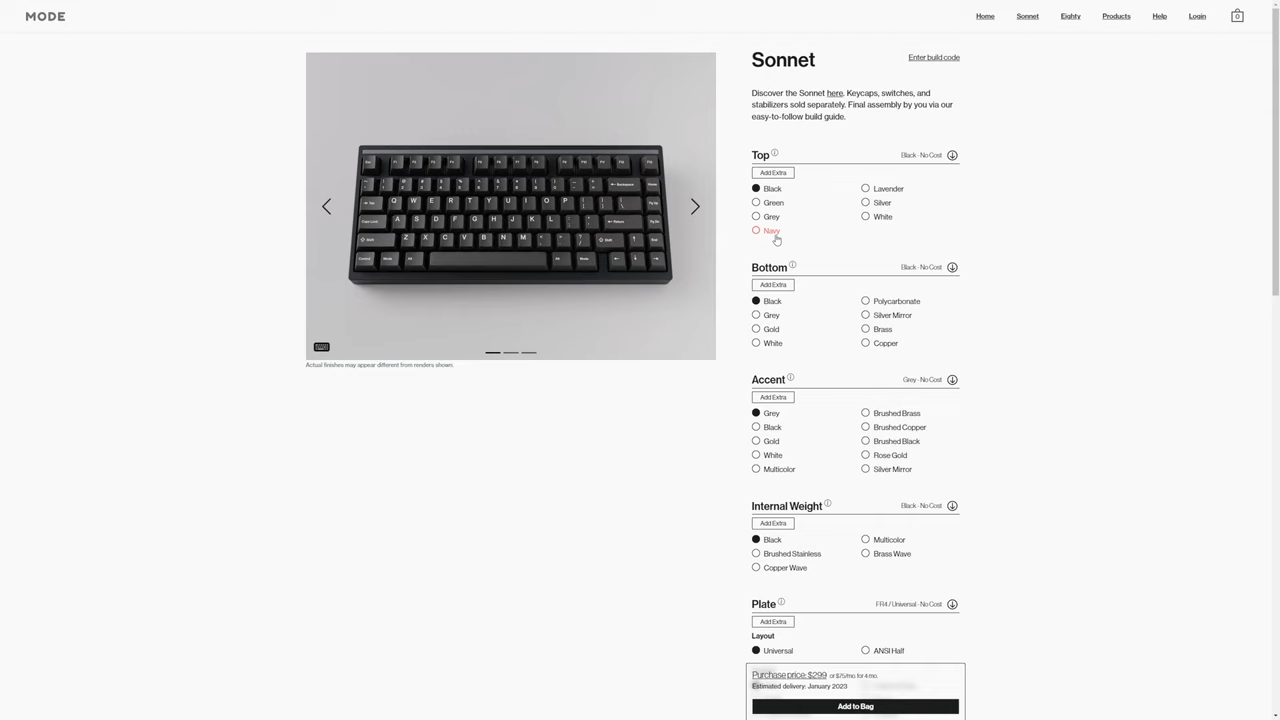 MODE
Home
Sonnet
Eighty
Products
Help
Login
0
Sonnet
Enter build code
Discover the Sonnet here. Keycaps, switches, and
stabilizers sold separately. Final assembly by you via our
easy-to-follow build guide.
Top
Black - No Cost
Add Extra
Black
Lavender
Green
Silver
Grey
White
Navy
Bottom
Black - No Cost
Add Extra
Black
Polycarbonate
Grey
Silver Mirror
Gold
Brass
White
Copper
Actual finishes may appear different from renders shown.
Accent
Grey - No Cost
Add Extra
Grey
Brushed Brass
Black
Brushed Copper
Gold
Brushed Black
White
Rose Gold
Multicolor
Silver Mirror
Internal Weight
Black - No Cost
Add Extra
Black
Multicolor
Brushed Stainless
Brass Wave
Copper Wave
Plate
FR4 / Universal - No Cost
Add Extra
Layout
Universal
ANSI Half
Purchase price: $299 or $75/mo. for 4 mo.
Estimated delivery: January 2023
Add to Bag